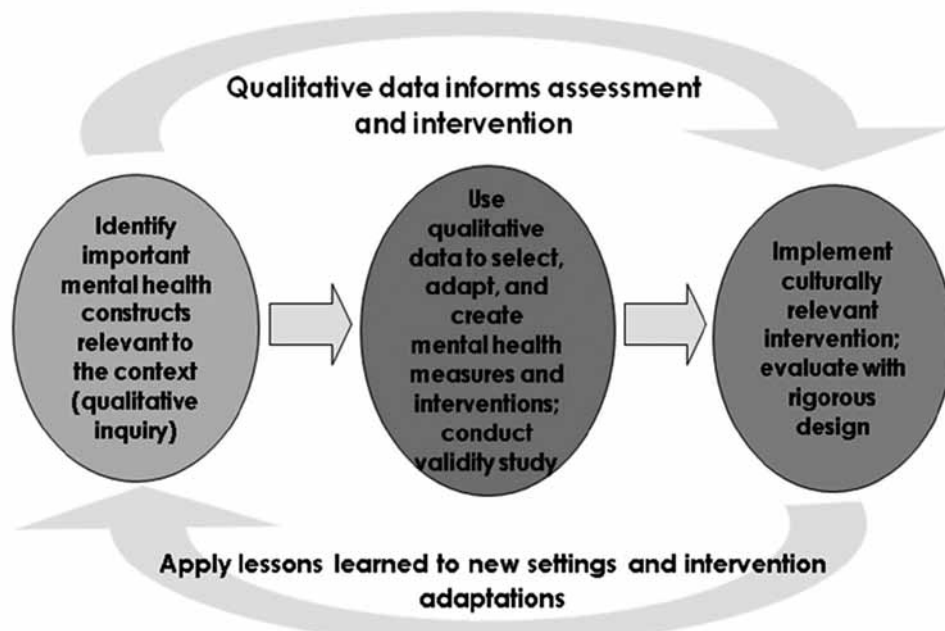 Qualitative data informs assessment
and intervention
Identify
important
mental health
constructs
relevant to
the context
(qualitative
inquiry)
Use
qualitative
data to select,
adapt, and
create
mental health
measures and
interventions;
conduct
validity study
Implement
culturally
relevant
intervention;
evaluate with
rigorous
design
Apply lessons learned to new settings and intervention
adaptations